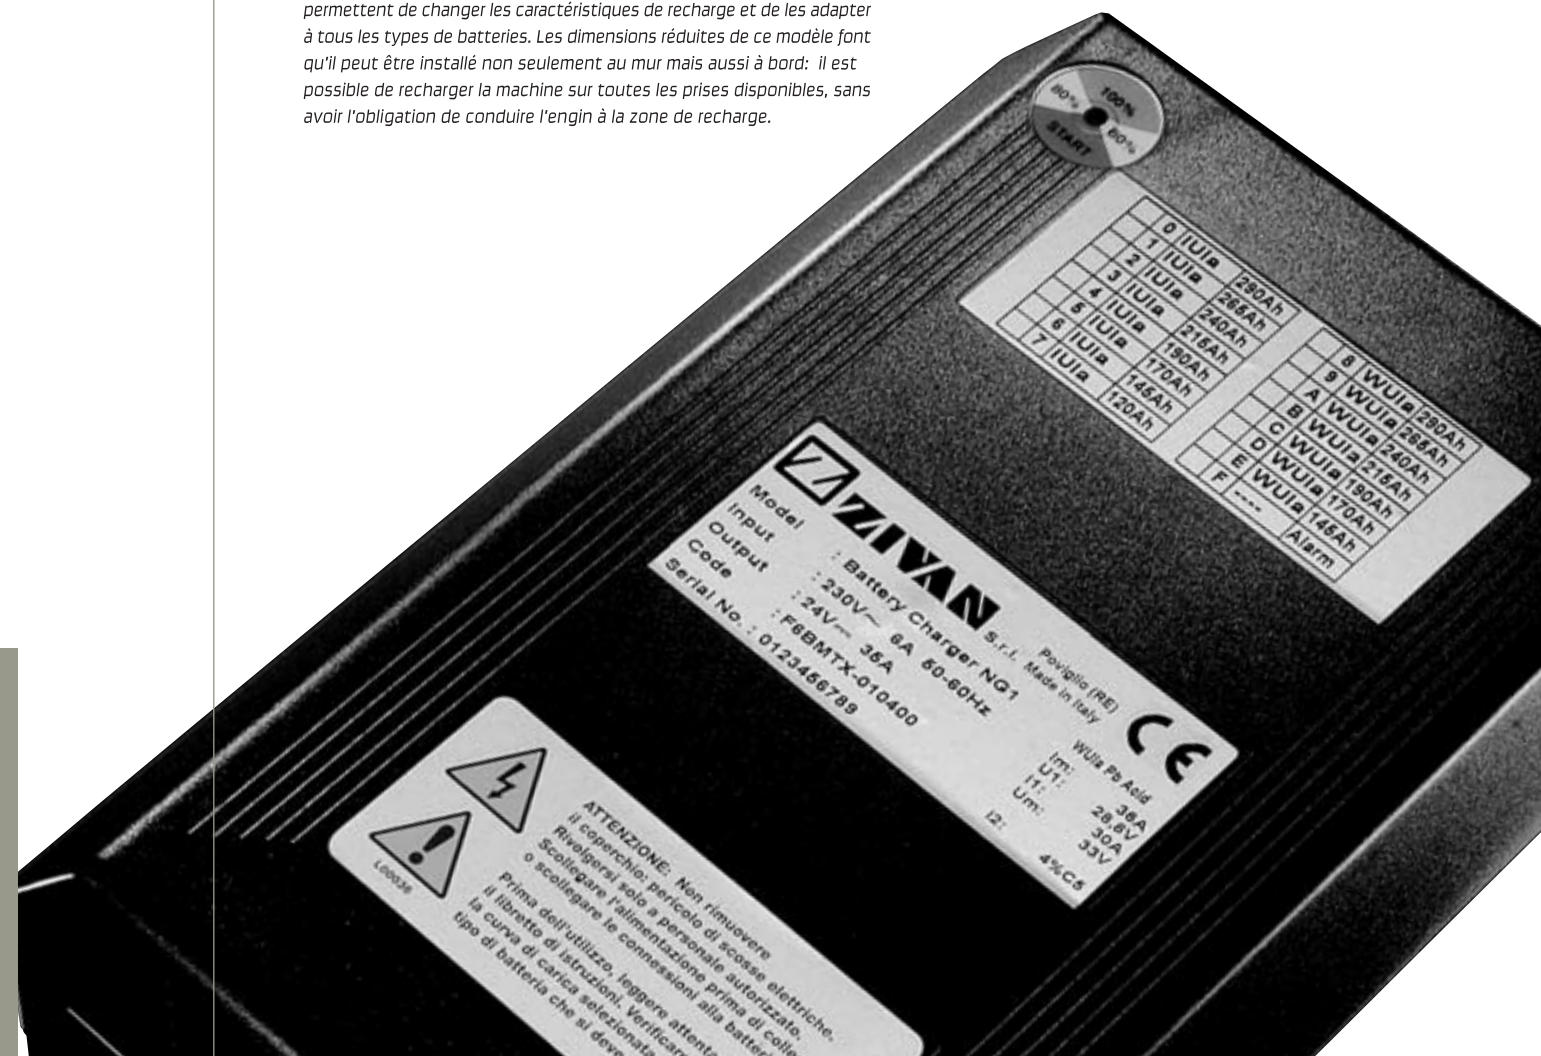 permettent de changer les caractéristiques de recharge et de les adapter
à tous les types de batteries. Les dimensions réduites de ce modèle font
qu'il peut être installé non seulement au mur mais aussi à bord: il est
possible de recharger la machine sur toutes les prises disponibles, sans
avoir l'obligation de conduire l'engin à la zone de recharge.
80% 100%
START 60%
0 IUIa 290Ah
1 IUIa 265Ah
2 IUIa 240Ah
3 IUIa 215Ah
4 IUIa 190Ah
5 IUIa 170Ah
6 IUIa 145Ah
7 IUIa 120Ah
8 WUIa 290Ah
9 WUIa 265Ah
A WUIa 240Ah
B WUIa 215Ah
C WUIa 190Ah
D WUIa 170Ah
E WUIa 145Ah
F ---- Alarm
ZIVAN s.r.l. Poviglio (RE)
Made in Italy
CE
Model : Battery Charger NG1
Input : 230V~ 6A 50-60Hz
Output : 24V 35A
Code : F6BMTX-010400
Serial No. : 0123456789
WUIa Pb Acid
Im: 35A
U1: 28,8V
I1: 30A
Um: 33V
I2: 4%C5
L00036
ATTENZIONE: Non rimuovere
il coperchio: pericolo di scosse elettriche.
Rivolgersi solo a personale autorizzato.
Scollegare l'alimentazione prima di colle
o scollegare le connessioni alla batteri
Prima dell'utilizzo, leggere attenta
il libretto di istruzioni. Verificar
la curva di carica selezionata
tipo di batteria che si deve